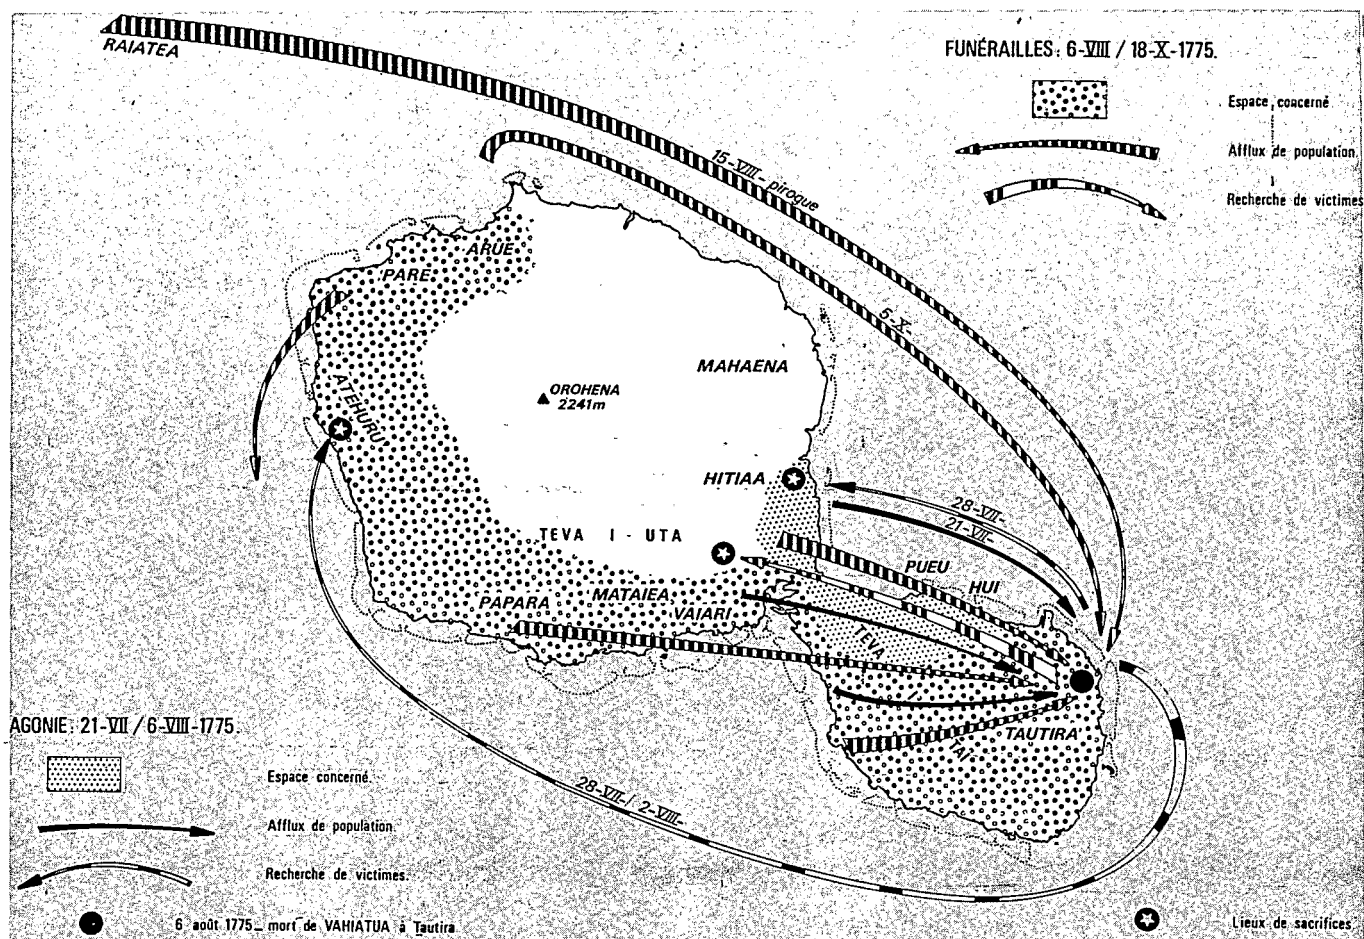 RAIATEA
FUNÉRAILLES: 6-VIII / 18-X-1775.
Espace concerné
Afflux de population
Recherche de victimes
15-VIII- pirogue
5-X-
ARUE
PARE
MAHAENA
OROHENA
2241m
ATEHURU
HITIAA
28-VII-
21-VII-
TEVA I - UTA
PUEU
HUI
MATAIEA
PAPARA
VAIARI
TEVA
TAUTIRA
TAI
AGONIE: 21-VII / 6-VIII-1775.
Espace concerné.
Afflux de population.
Recherche de victimes.
28-VII-/ 2-VIII-
6 août 1775_ mort de VAHIATUA à Tautira
Lieux de sacrifices